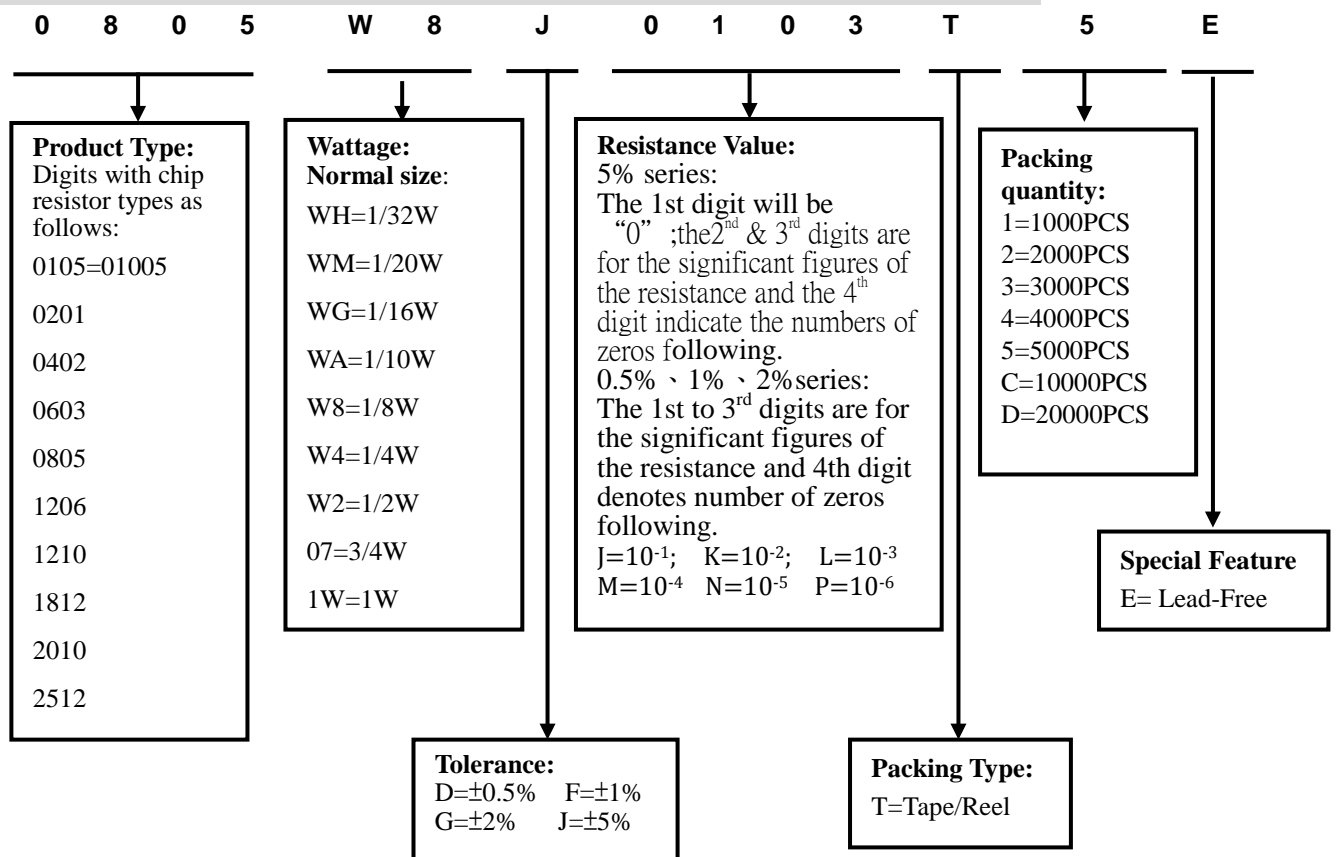 0 8 0 5 W 8 J 0 1 0 3 T 5 E
Product Type:
Digits with chip
resistor types as
follows:
0105=01005
0201
0402
0603
0805
1206
1210
1812
2010
2512
Wattage:
Normal size:
WH=1/32W
WM=1/20W
WG=1/16W
WA=1/10W
W8=1/8W
W4=1/4W
W2=1/2W
07=3/4W
1W=1W
Resistance Value:
5% series:
The 1st digit will be
“0” ;the2nd & 3rd digits are
for the significant figures of
the resistance and the 4th
digit indicate the numbers of
zeros following.
0.5%、1%、2%series:
The 1st to 3rd digits are for
the significant figures of
the resistance and 4th digit
denotes number of zeros
following.
J=10-1; K=10-2; L=10-3
M=10-4 N=10-5 P=10-6
Packing
quantity:
1=1000PCS
2=2000PCS
3=3000PCS
4=4000PCS
5=5000PCS
C=10000PCS
D=20000PCS
Special Feature
E= Lead-Free
Tolerance:
D=±0.5% F=±1%
G=±2% J=±5%
Packing Type:
T=Tape/Reel